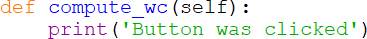 def compute_wc(self):
    print('Button was clicked')